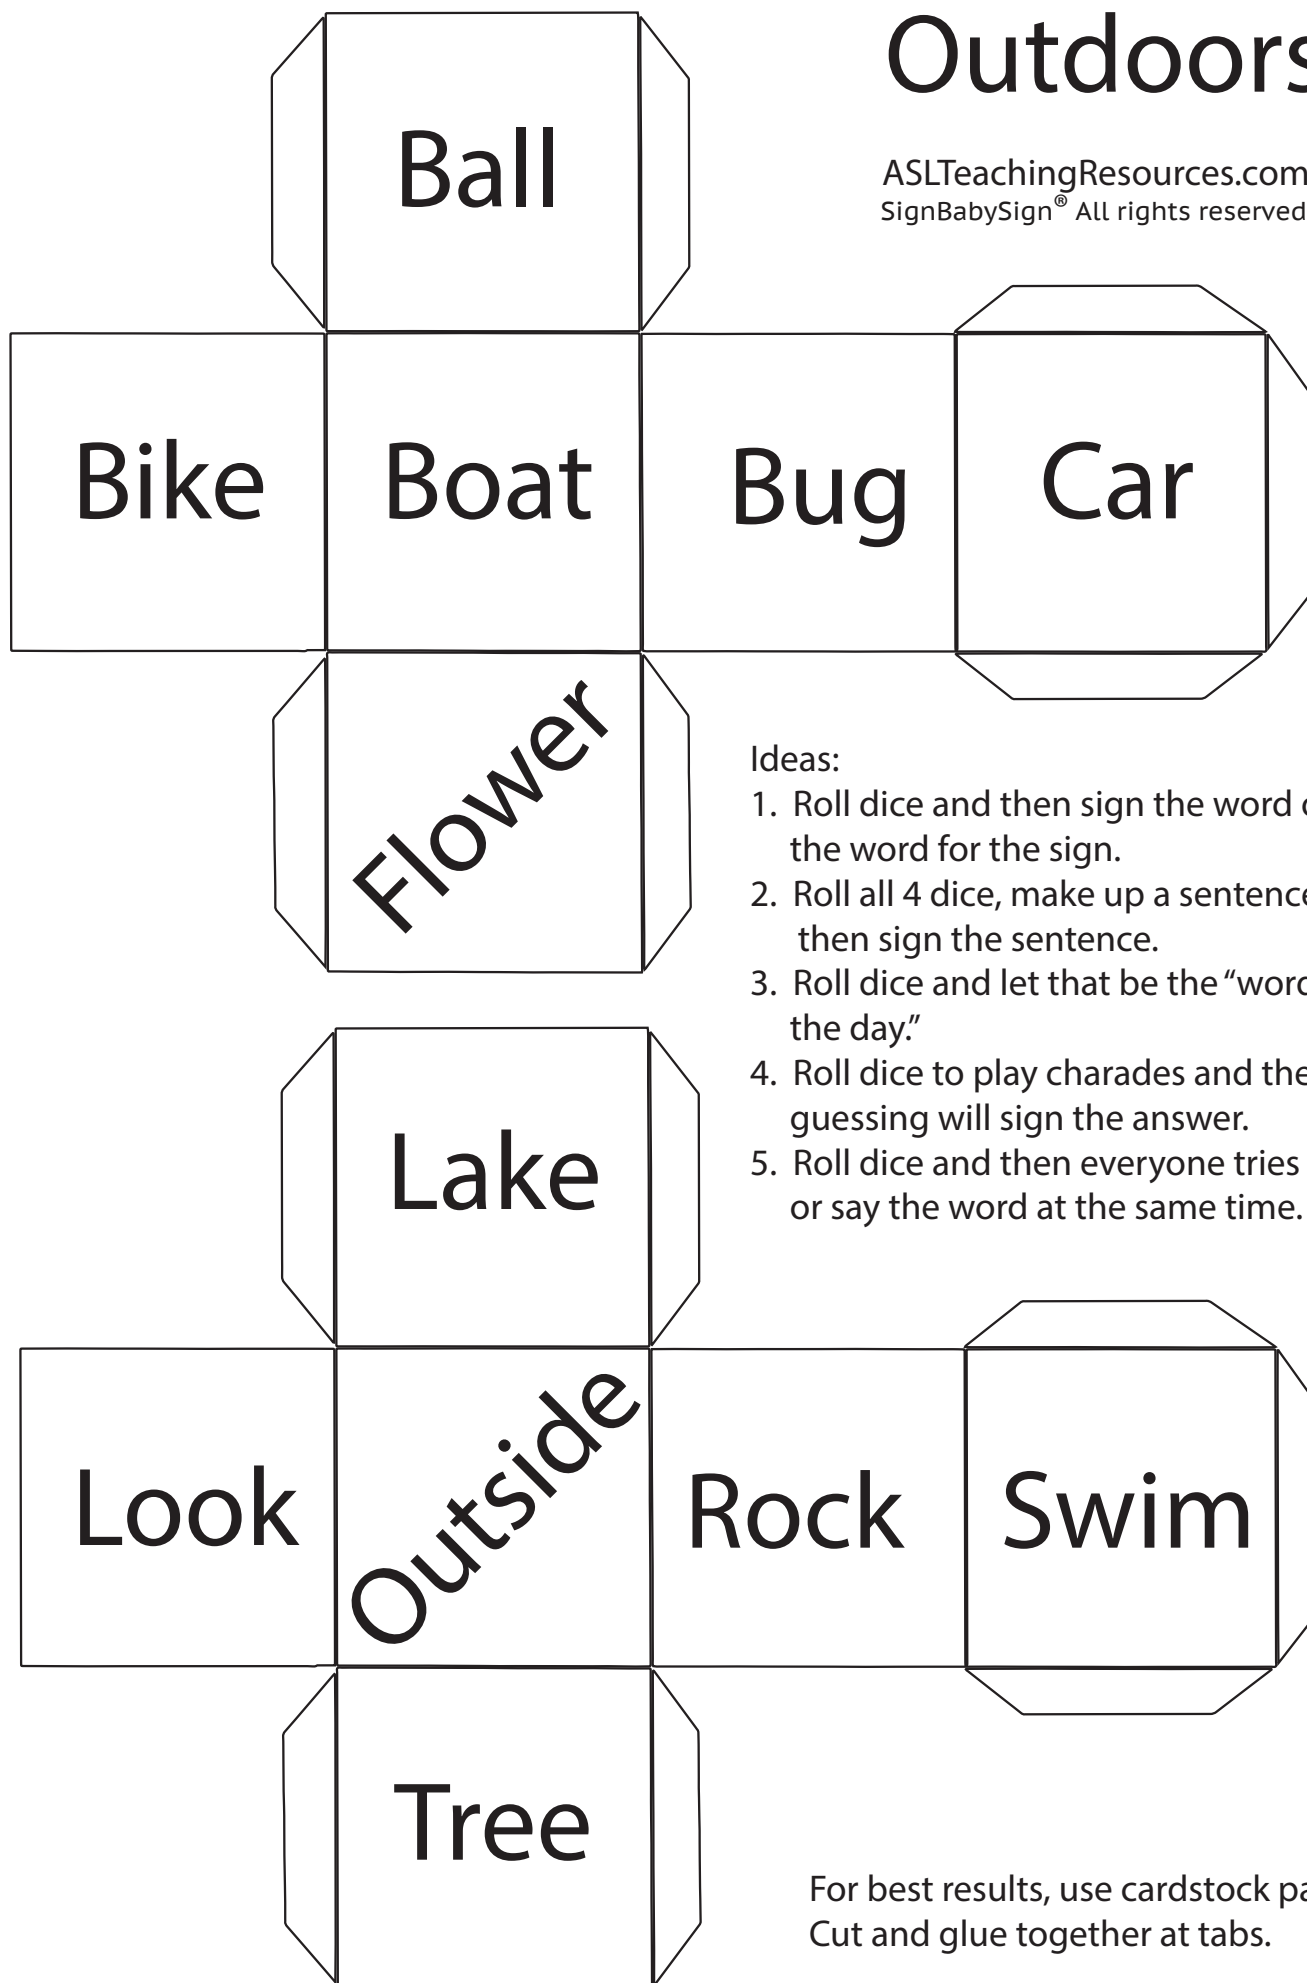 Outdoors
ASLTeachingResources.com
SignBabySign® All rights reserved
Ball
Bike Boat Bug Car
Flower
Ideas:
1. Roll dice and then sign the word
the word for the sign.
2. Roll all 4 dice, make up a sentence
then sign the sentence.
3. Roll dice and let that be the “word
the day.”
4. Roll dice to play charades and the
guessing will sign the answer.
5. Roll dice and then everyone tries
or say the word at the same time.
Lake
Look Outside Rock Swim
Tree
For best results, use cardstock
Cut and glue together at tabs.